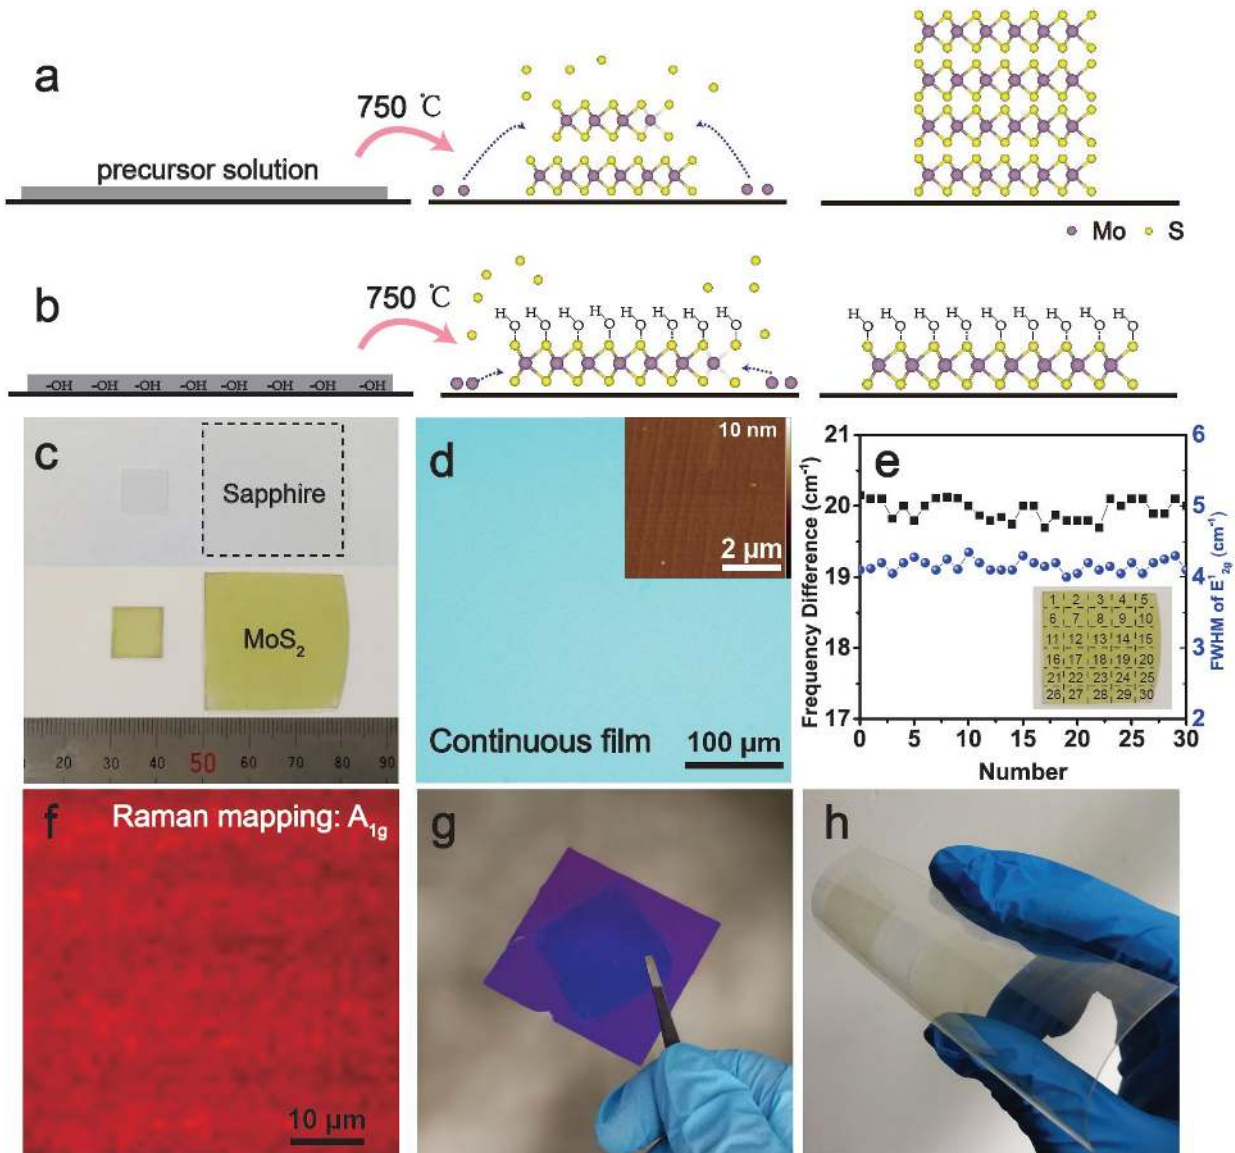 a
750 ℃
precursor solution
Mo S
b
750 ℃
H H H H H H H H
O O O O O O O O
H H H H H H H H H
O O O O O O O O O
-OH -OH -OH -OH -OH -OH -OH -OH
c
Sapphire
MoS2
20 30 40 50 60 70 80 90
d
10 nm
2 μm
Continuous film
100 μm
e
Frequency Difference (cm-1)
21
20
19
18
17
FWHM of E12g (cm-1)
6
5
4
3
2
1 2 3 4 5
6 7 8 9 10
11 12 13 14 15
16 17 18 19 20
21 22 23 24 25
26 27 28 29 30
0 5 10 15 20 25 30
Number
f
Raman mapping: A1g
10 μm
g
h